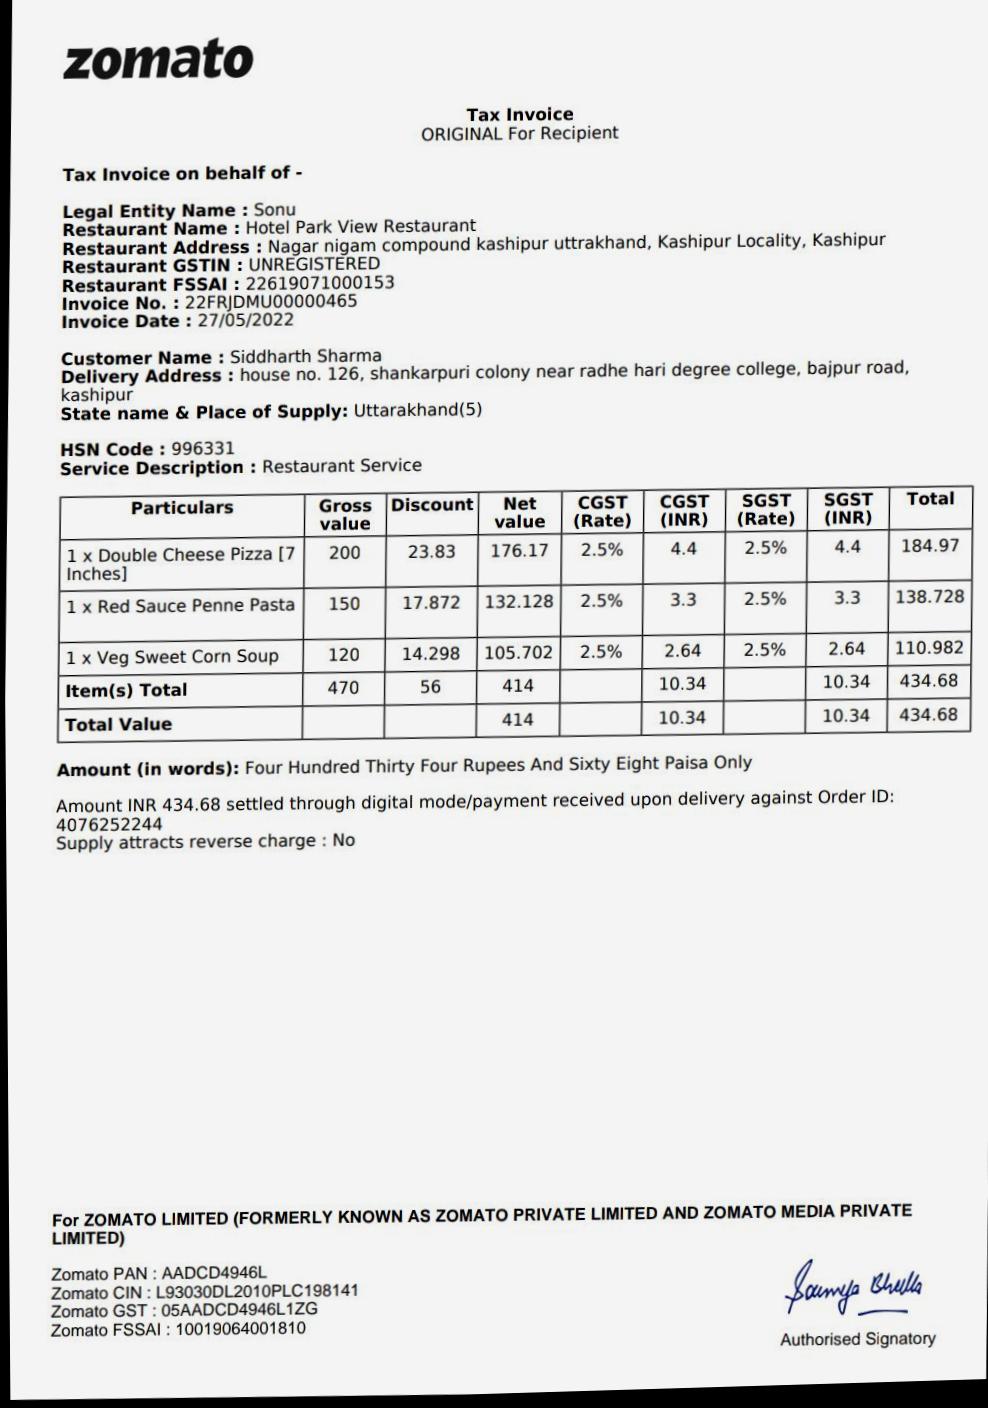 zomato
Tax Invoice
ORIGINAL For Recipient
Tax Invoice on behalf of -
Legal Entity Name : Sonu
Restaurant Name : Hotel Park View Restaurant
Restaurant Address : Nagar nigam compound kashipur uttrakhand, Kashipur Locality, Kashipur
Restaurant GSTIN : UNREGISTERED
Restaurant FSSAI : 22619071000153
Invoice No. : 22FRJDMU00000465
Invoice Date : 27/05/2022
Customer Name : Siddharth Sharma
Delivery Address : house no. 126, shankarpuri colony near radhe hari degree college, bajpur road,
kashipur
State name & Place of Supply: Uttarakhand(5)
HSN Code : 996331
Service Description : Restaurant Service
Particulars Gross value Discount Net value CGST (Rate) CGST (INR) SGST (Rate) SGST (INR) Total
1 x Double Cheese Pizza [7 Inches] 200 23.83 176.17 2.5% 4.4 2.5% 4.4 184.97
1 x Red Sauce Penne Pasta 150 17.872 132.128 2.5% 3.3 2.5% 3.3 138.728
1 x Veg Sweet Corn Soup 120 14.298 105.702 2.5% 2.64 2.5% 2.64 110.982
Item(s) Total 470 56 414 10.34 10.34 434.68
Total Value 414 10.34 10.34 434.68
Amount (in words): Four Hundred Thirty Four Rupees And Sixty Eight Paisa Only
Amount INR 434.68 settled through digital mode/payment received upon delivery against Order ID:
4076252244
Supply attracts reverse charge : No
For ZOMATO LIMITED (FORMERLY KNOWN AS ZOMATO PRIVATE LIMITED AND ZOMATO MEDIA PRIVATE
LIMITED)
Zomato PAN : AADCD4946L
Zomato CIN : L93030DL2010PLC198141
Zomato GST : 05AADCD4946L1ZG
Zomato FSSAI : 10019064001810
Authorised Signatory